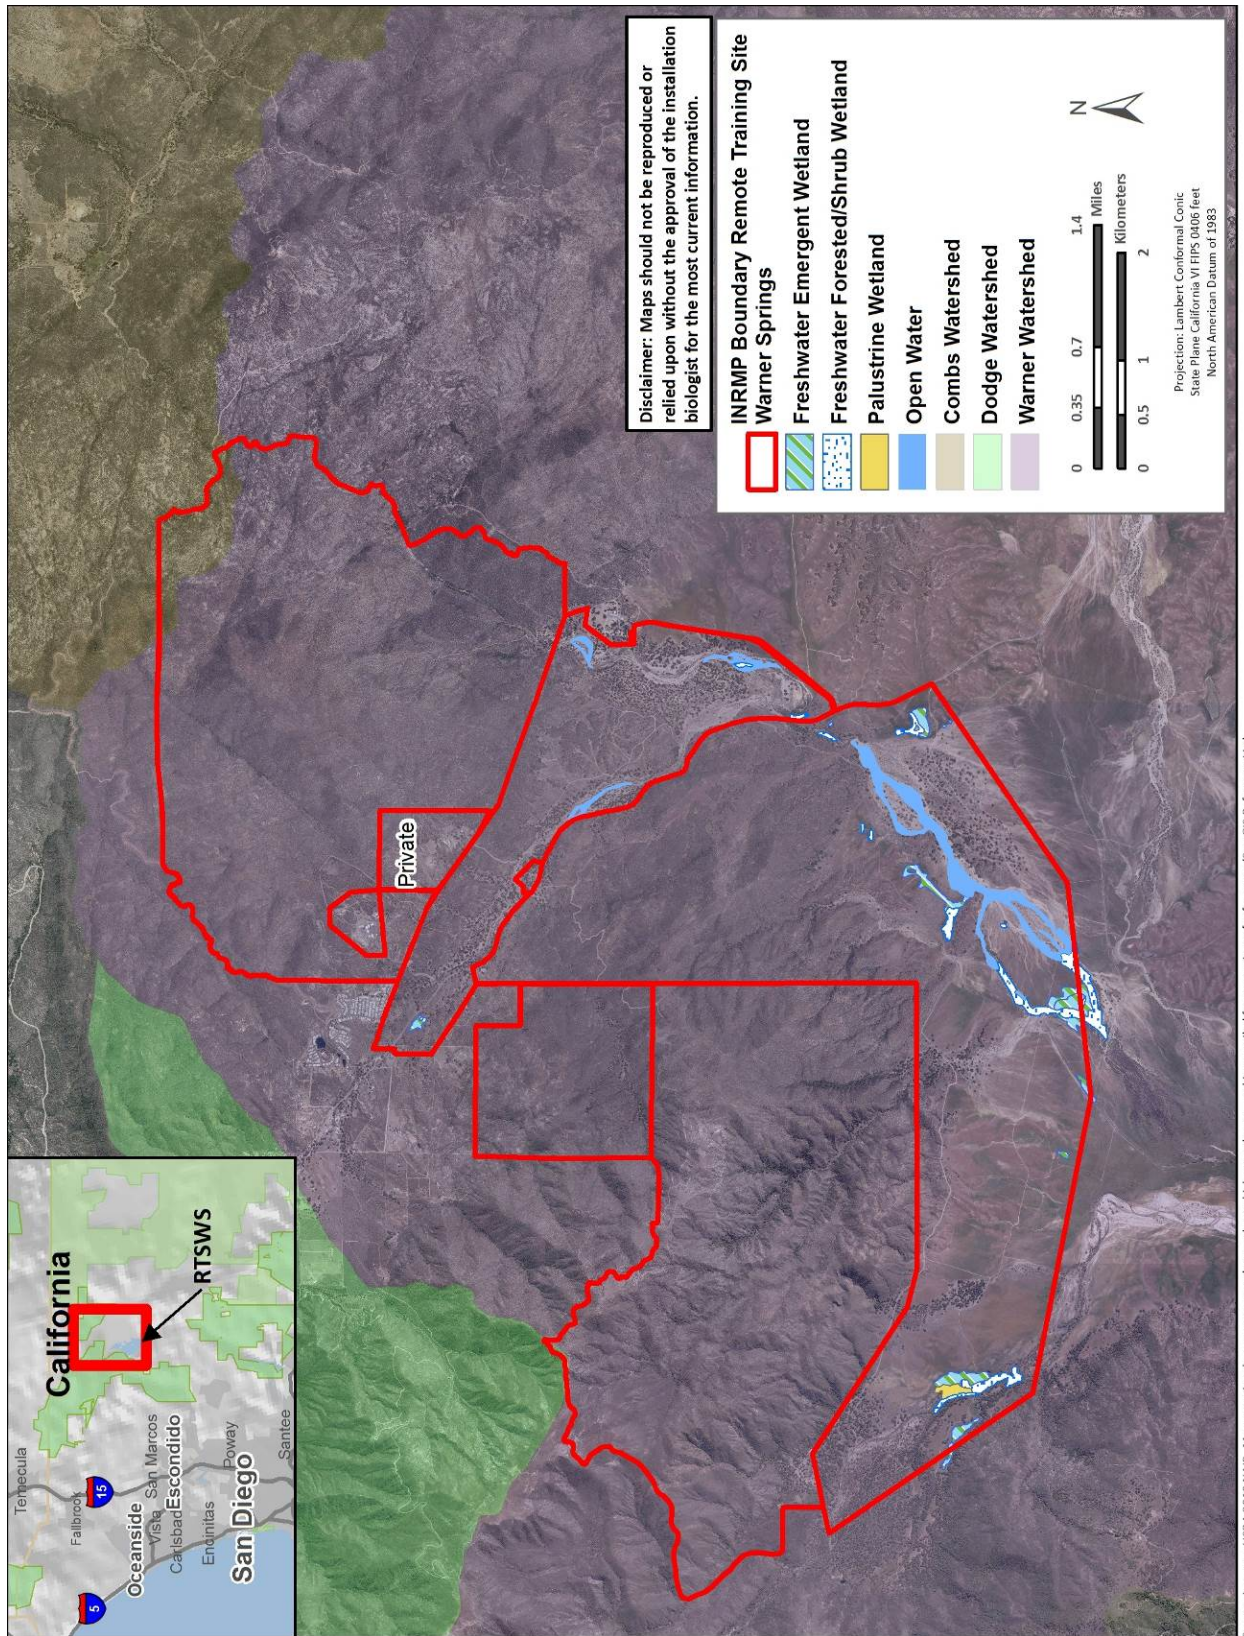 California
RTSWS
Temecula
Fallbrook
15
5
Oceanside
Vista
San Marcos
Carlsbad
Escondido
Encinitas
Poway
San Diego
Santee
Private
Disclaimer: Maps should not be reproduced or
relied upon without the approval of the installation
biologist for the most current information.
INRMP Boundary Remote Training Site
Warner Springs
Freshwater Emergent Wetland
Freshwater Forested/Shrub Wetland
Palustrine Wetland
Open Water
Combs Watershed
Dodge Watershed
Warner Watershed
N
0 0.35 0.7 1.4
Miles
Kilometers
0 0.5 1 2
Projection: Lambert Conformal Conic
State Plane California VI FIPS 0406 feet
North American Datum of 1983